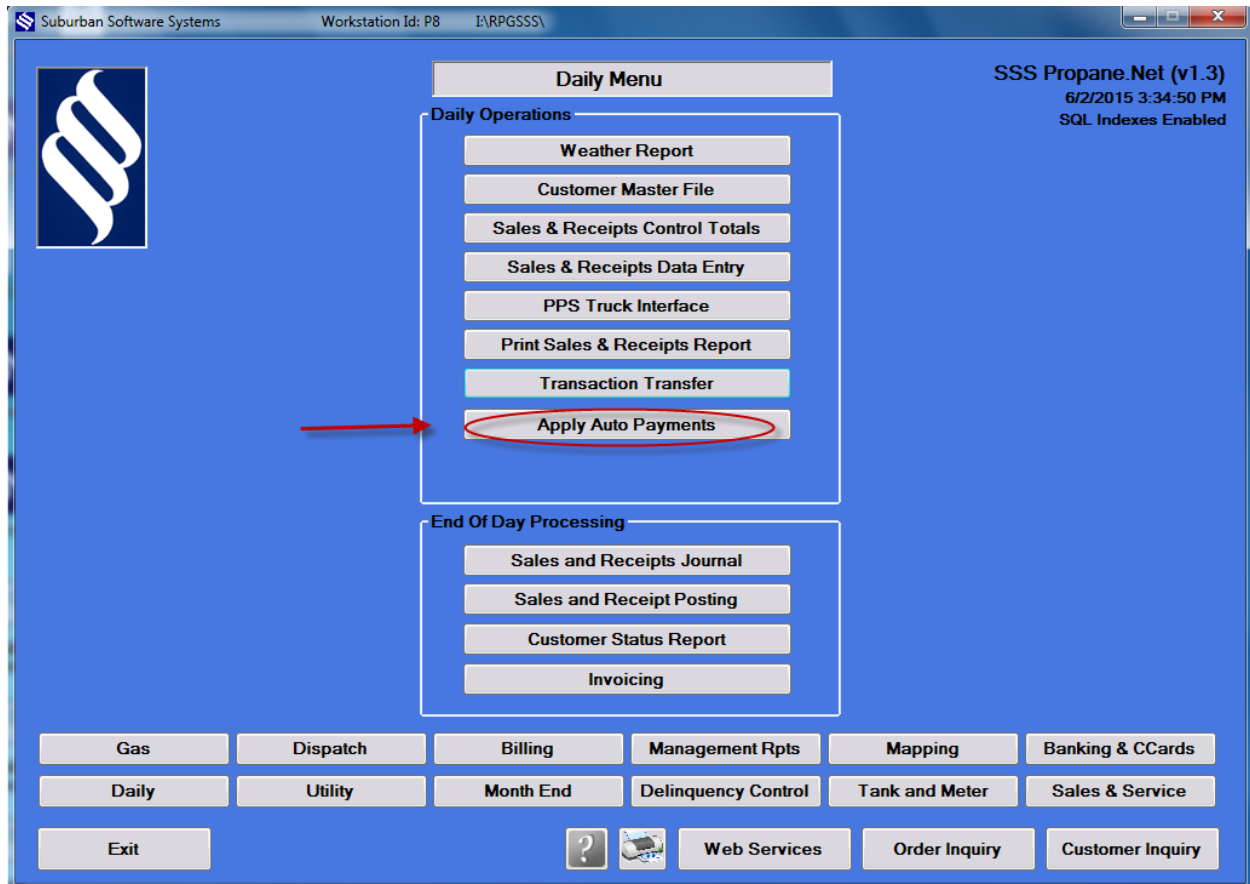 Suburban Software Systems Workstation Id: P8 I:\RPGSSS\
Daily Menu
SSS Propane.Net (v1.3)
6/2/2015 3:34:50 PM
SQL Indexes Enabled
Daily Operations
Weather Report
Customer Master File
Sales & Receipts Control Totals
Sales & Receipts Data Entry
PPS Truck Interface
Print Sales & Receipts Report
Transaction Transfer
Apply Auto Payments
End Of Day Processing
Sales and Receipts Journal
Sales and Receipt Posting
Customer Status Report
Invoicing
Gas Dispatch Billing Management Rpts Mapping Banking & CCards
Daily Utility Month End Delinquency Control Tank and Meter Sales & Service
Exit ? Web Services Order Inquiry Customer Inquiry